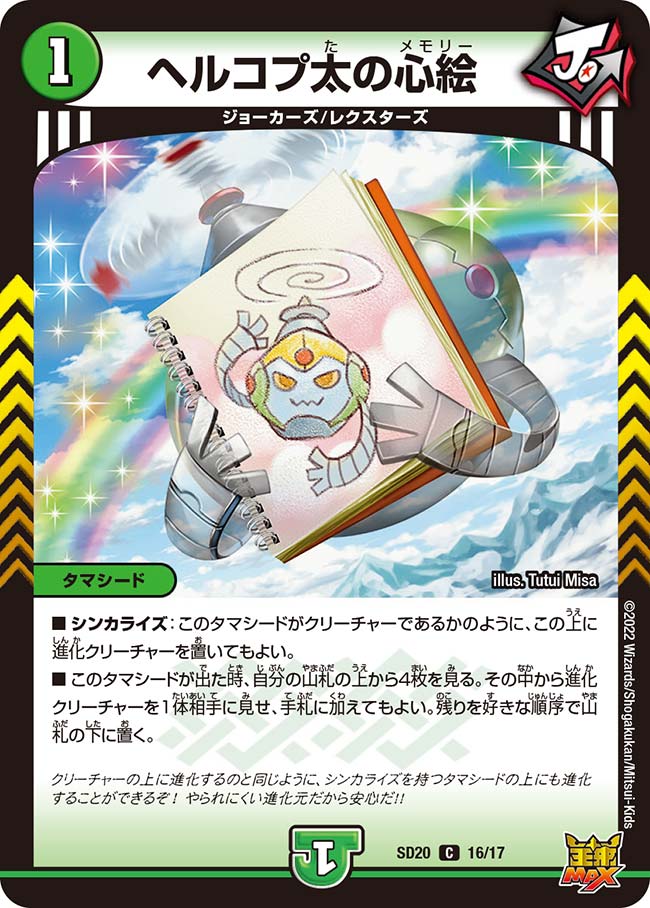 1
ヘルコプ太の心絵
た
メモリー
J
ジョーカーズ/レクスターズ
タマシード
illus. Tutui Misa
■ シンカライズ：このタマシードがクリーチャーであるかのように、この上に
進化クリーチャーを置いてもよい。
■ このタマシードが出た時、自分の山札の上から4枚を見る。その中から進化
クリーチャーを1体相手に見せ、手札に加えてもよい。残りを好きな順序で山
札の下に置く。
クリーチャーの上に進化するのと同じように、シンカライズを持つタマシードの上にも進化
することができるぞ！ やられにくい進化元だから安心だ!!
©2022 Wizards/Shogakukan/Mitsui-Kids
SD20 C 16/17
王来
MAX